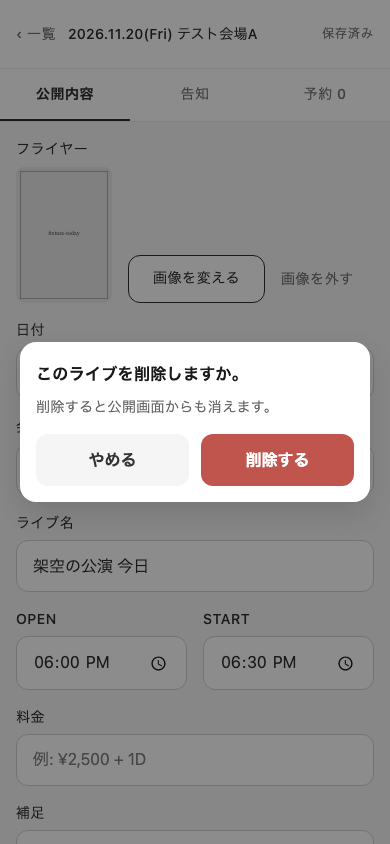 ‹ 一覧 2026.11.20(Fri) テスト会場A 保存済み
公開内容 告知 予約 0
フライヤー
画像を変える 画像を外す
日付
このライブを削除しますか。
削除すると公開画面からも消えます。
やめる 削除する
ライブ名
架空の公演 今日
OPEN START
06:00 PM 06:30 PM
料金
例: ¥2,500 + 1D
補足